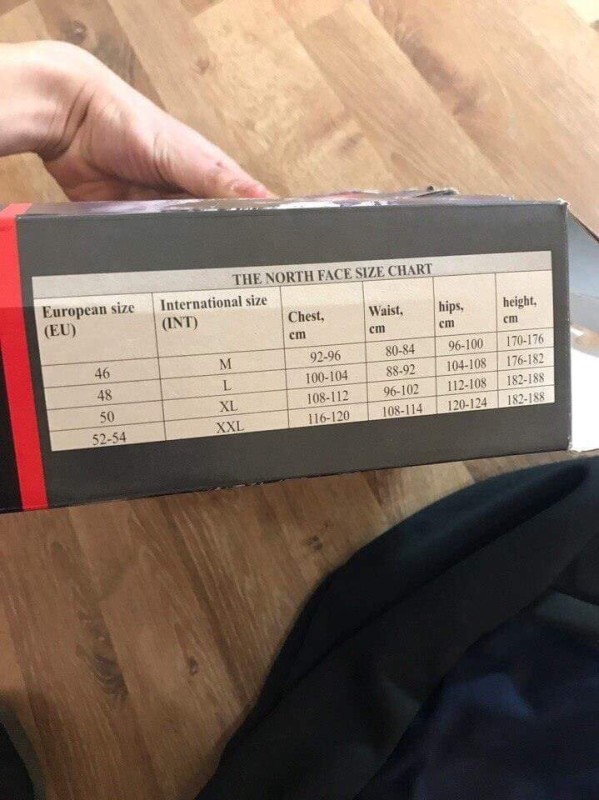 THE NORTH FACE SIZE CHART
European size (EU) International size (INT) Chest, cm Waist, cm hips, cm height, cm
46 M 92-96 80-84 96-100 170-176
48 L 100-104 88-92 104-108 176-182
50 XL 108-112 96-102 112-108 182-188
52-54 XXL 116-120 108-114 120-124 182-188